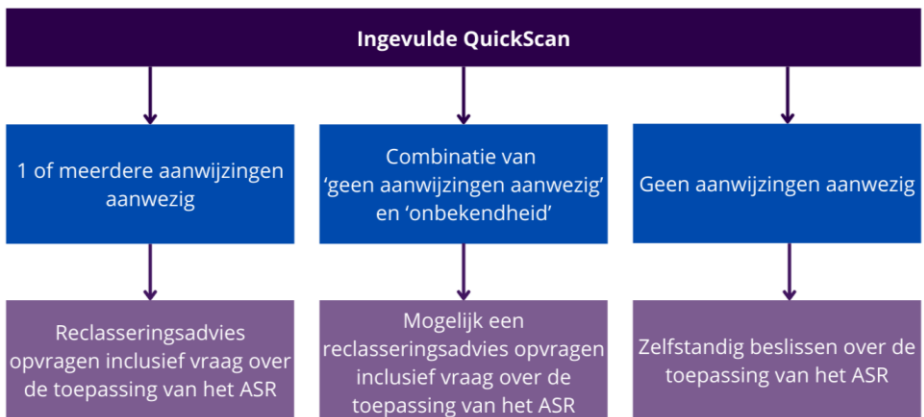 Ingevulde QuickScan
1 of meerdere aanwijzingen
aanwezig
Combinatie van
‘geen aanwijzingen aanwezig’
en ‘onbekendheid’
Geen aanwijzingen aanwezig
Reclasseringsadvies
opvragen inclusief vraag over
de toepassing van het ASR
Mogelijk een
reclasseringsadvies opvragen
inclusief vraag over de
toepassing van het ASR
Zelfstandig beslissen over de
toepassing van het ASR